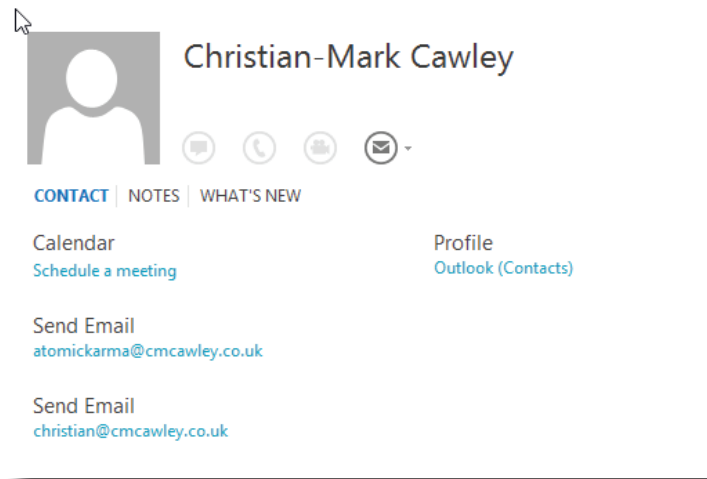 Christian-Mark Cawley
CONTACT NOTES WHAT'S NEW
Calendar
Schedule a meeting
Profile
Outlook (Contacts)
Send Email
atomickarma@cmcawley.co.uk
Send Email
christian@cmcawley.co.uk